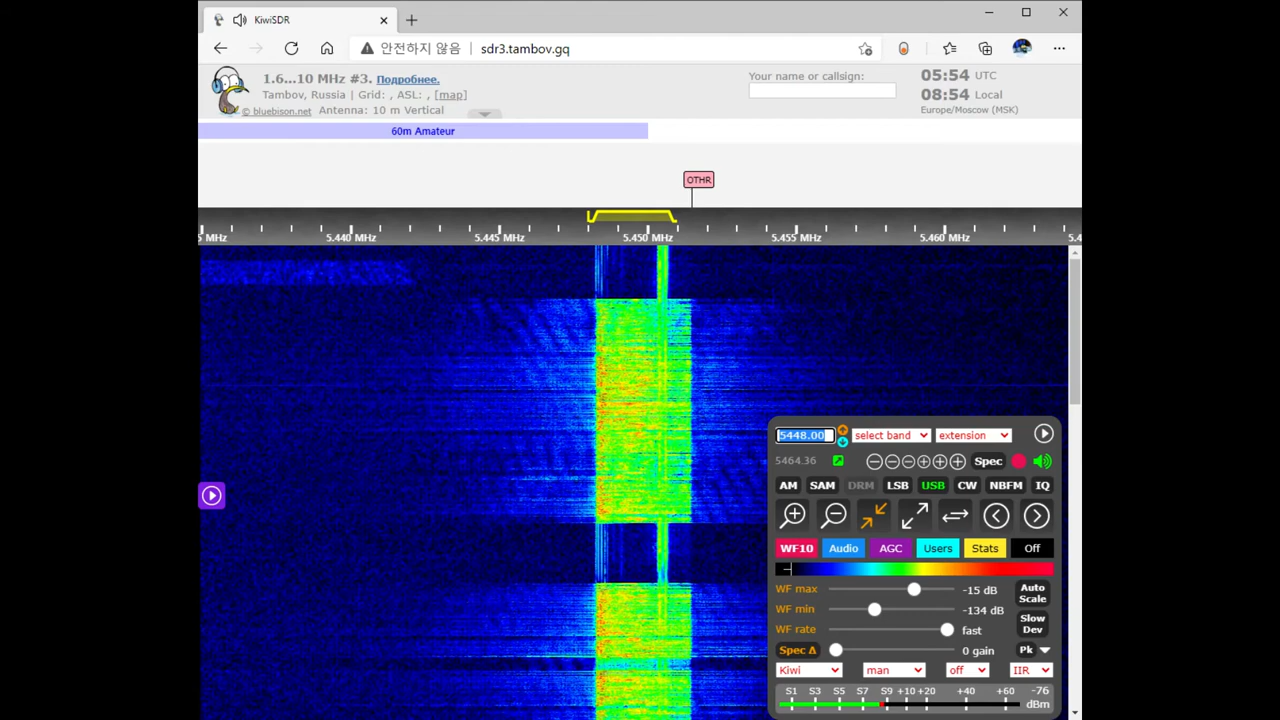 KiwiSDR
안전하지 않음
sdr3.tambov.gq
1.6...10 MHz #3. Подробнее.
Tambov, Russia | Grid: , ASL: , [map]
© bluebison.net Antenna: 10 m Vertical
Your name or callsign:
05:54 UTC
08:54 Local
Europe/Moscow (MSK)
60m Amateur
OTHR
5 MHz 5.440 MHz 5.445 MHz 5.450 MHz 5.455 MHz 5.460 MHz 5.4
5448.00 select band extension
5464.36 Spec
AM SAM DRM LSB USB CW NBFM IQ
WF10 Audio AGC Users Stats Off
WF max -15 dB Auto Scale
WF min -134 dB
WF rate fast Slow Dev
Spec Δ 0 gain Pk
Kiwi man off IIR
S1 S3 S5 S7 S9 +10 +20 +40 +60 -76
dBm